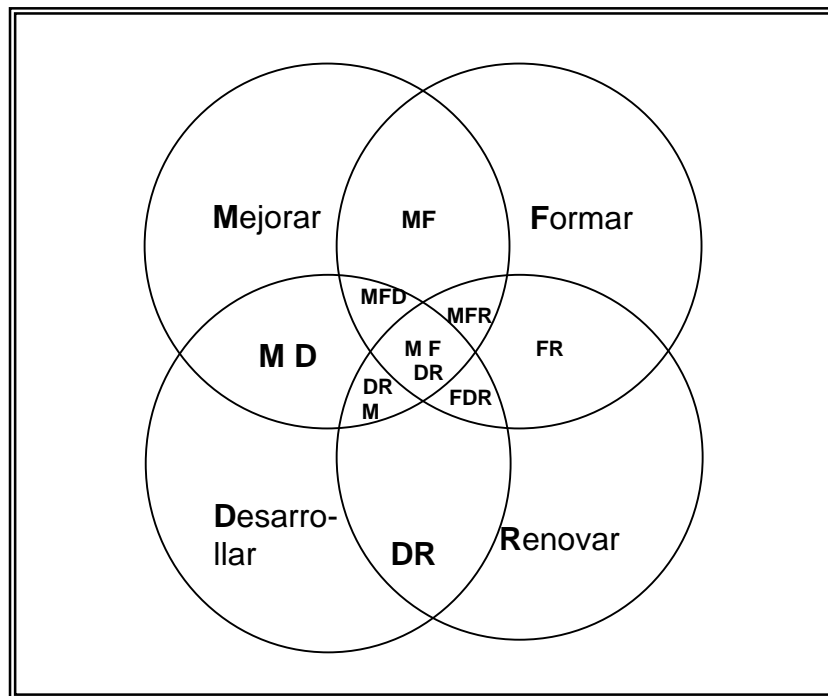 Mejorar
MF
Formar
MFD
MFR
M D
M F
DR
FR
DR
M
FDR
Desarro-
llar
DR
Renovar